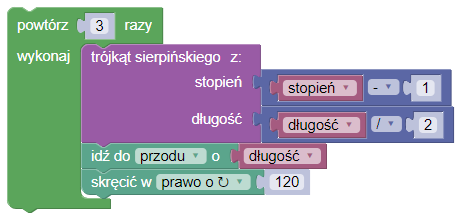 powtórz 3 razy
wykonaj trójkąt sierpińskiego z:
stopień stopień - 1
długość długość / 2
idź do przodu o długość
skręcić w prawo o ↻ 120